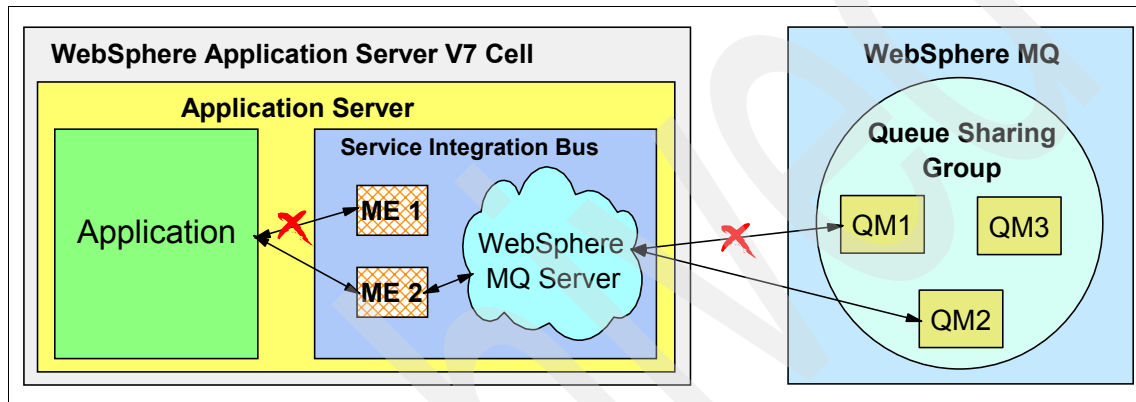 WebSphere Application Server V7 Cell
Application Server
Application
Service Integration Bus
ME 1
ME 2
WebSphere
MQ Server
WebSphere MQ
Queue Sharing
Group
QM1
QM3
QM2